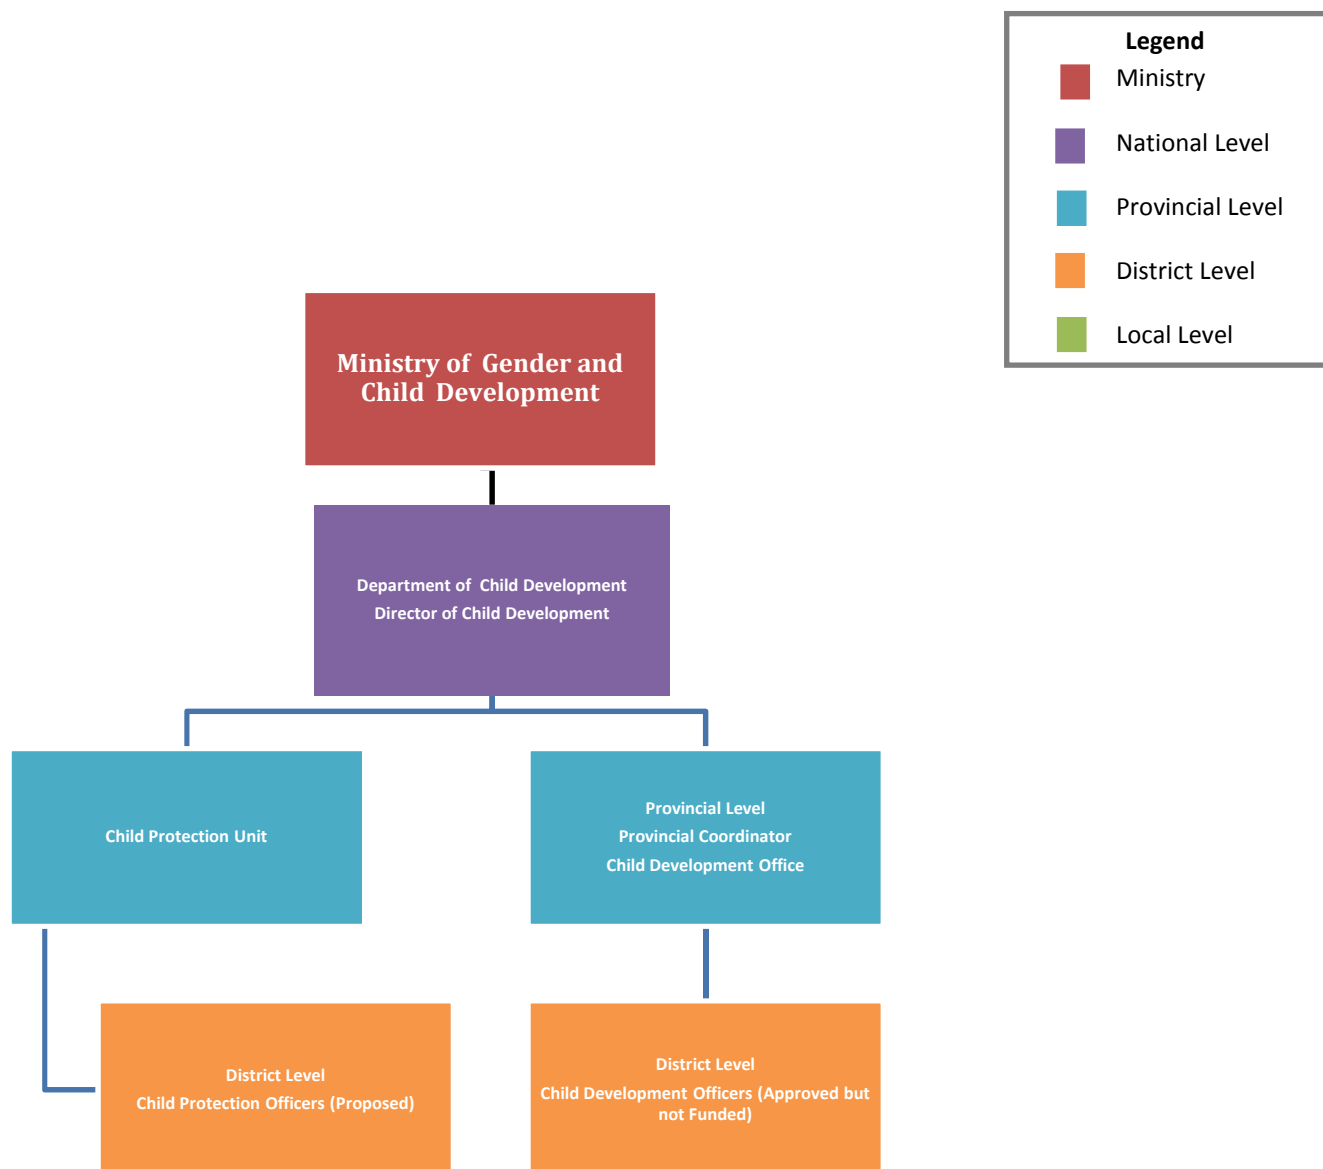 Legend
Ministry
National Level
Provincial Level
District Level
Local Level
Ministry of Gender and
Child Development
Department of Child Development
Director of Child Development
Child Protection Unit
Provincial Level
Provincial Coordinator
Child Development Office
District Level
Child Protection Officers (Proposed)
District Level
Child Development Officers (Approved but
not Funded)